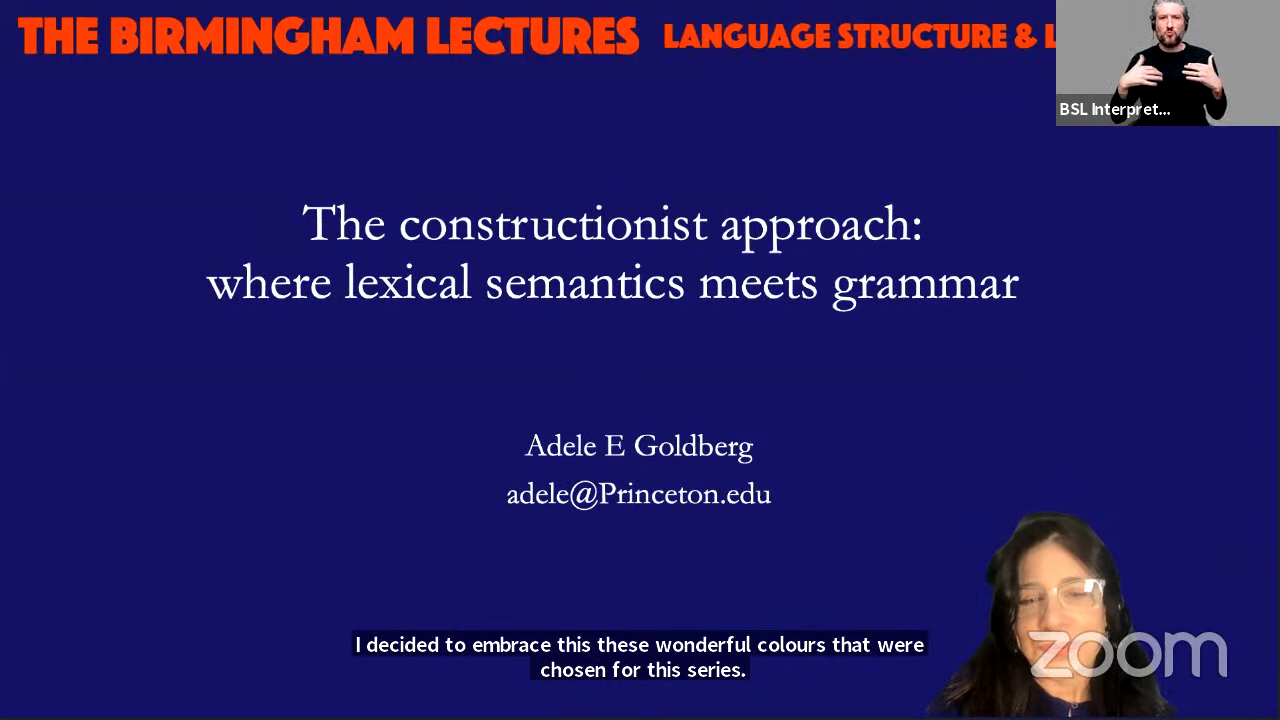 THE BIRMINGHAM LECTURES LANGUAGE STRUCTURE & L
BSL Interpret...
The constructionist approach:
where lexical semantics meets grammar
Adele E Goldberg
adele@Princeton.edu
I decided to embrace this these wonderful colours that were
chosen for this series.
zoom